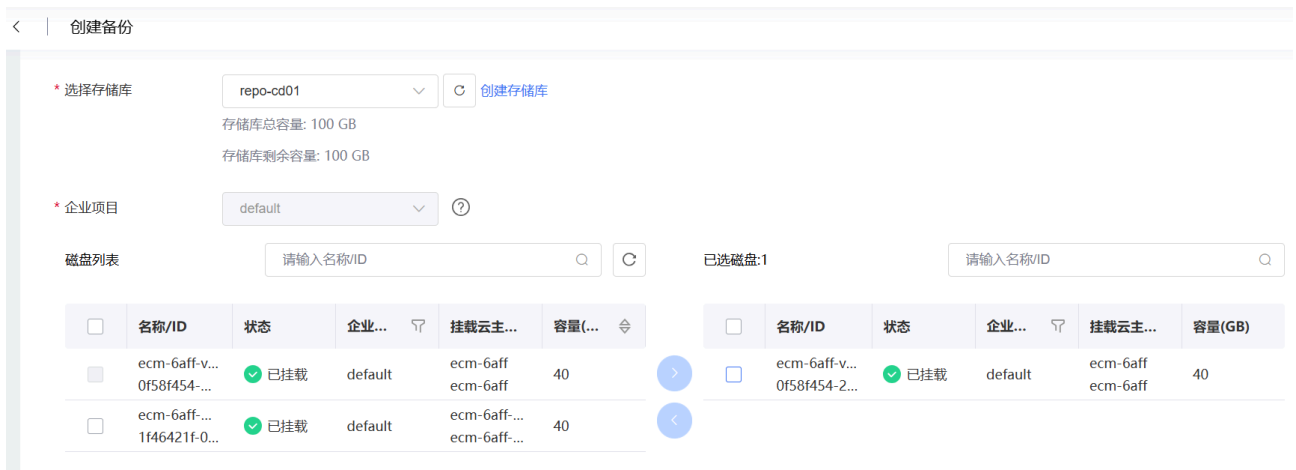 创建备份
* 选择存储库 repo-cd01 创建存储库
存储库总容量: 100 GB
存储库剩余容量: 100 GB
* 企业项目 default ?
磁盘列表 请输入名称/ID 已选磁盘:1 请输入名称/ID
名称/ID 状态 企业... 挂载云主... 容量(... 名称/ID 状态 企业... 挂载云主... 容量(GB)
ecm-6aff-v... ecm-6aff ecm-6aff-v... ecm-6aff
已挂载 default 40 已挂载 default 40
0f58f454-... ecm-6aff 0f58f454-2... ecm-6aff
ecm-6aff-... ecm-6aff-...
已挂载 default 40
1f46421f-0... ecm-6aff-...